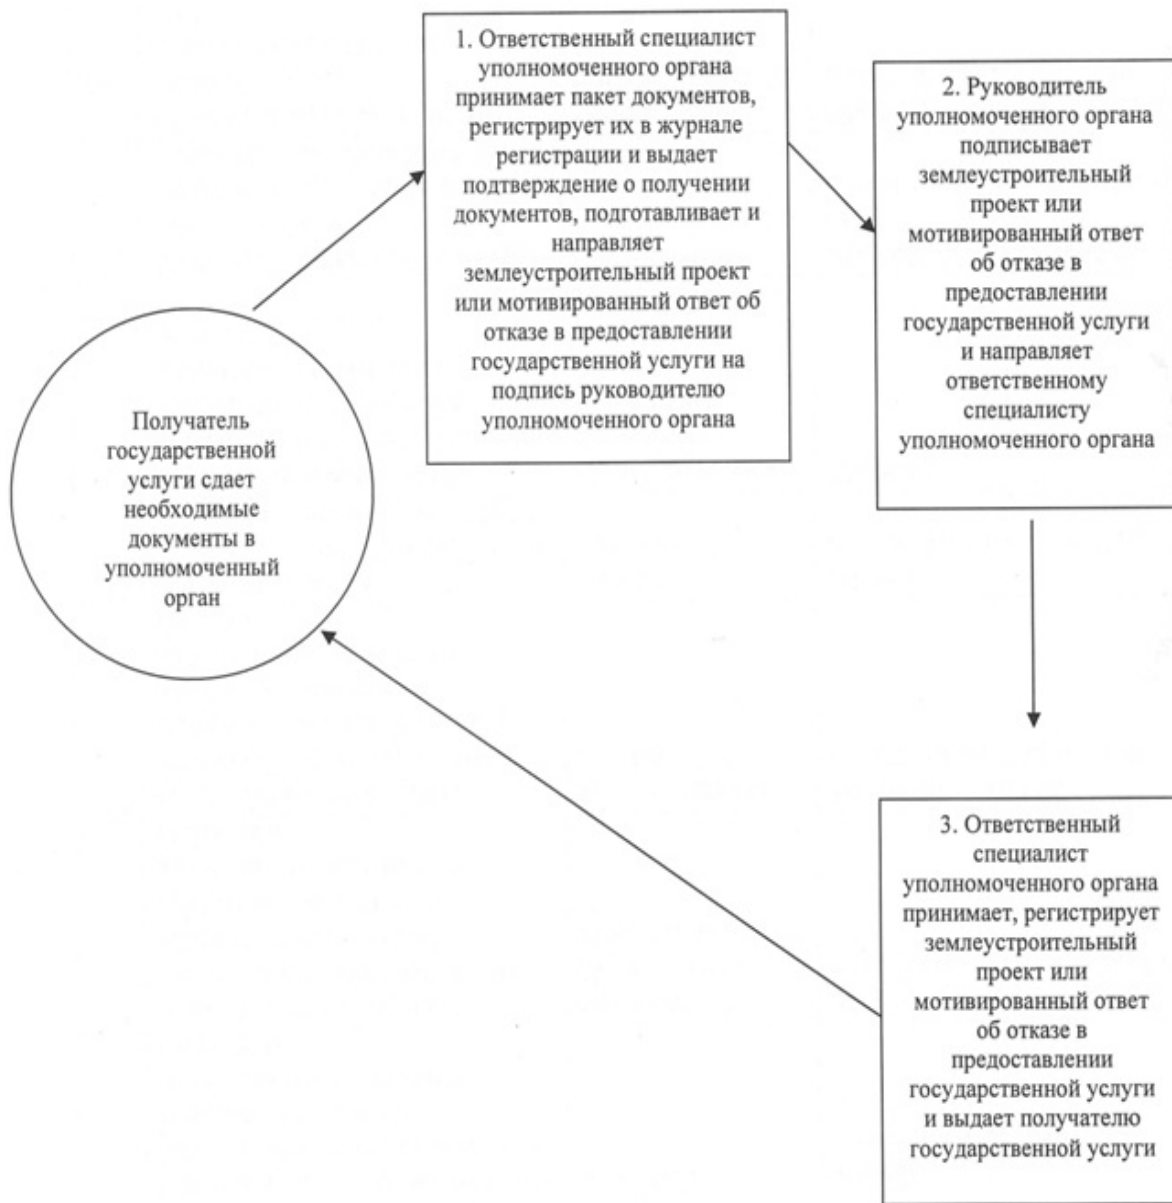 Получатель
государственной
услуги сдает
необходимые
документы в
уполномоченный
орган
1. Ответственный специалист
уполномоченного органа
принимает пакет документов,
регистрирует их в журнале
регистрации и выдает
подтверждение о получении
документов, подготавливает и
направляет
землеустроительный проект
или мотивированный ответ об
отказе в предоставлении
государственной услуги на
подпись руководителю
уполномоченного органа
2. Руководитель
уполномоченного органа
подписывает
землеустроительный
проект или
мотивированный ответ
об отказе в
предоставлении
государственной услуги
и направляет
ответственному
специалисту
уполномоченного органа
3. Ответственный
специалист
уполномоченного органа
принимает, регистрирует
землеустроительный
проект или
мотивированный ответ
об отказе в
предоставлении
государственной услуги
и выдает получателю
государственной услуги